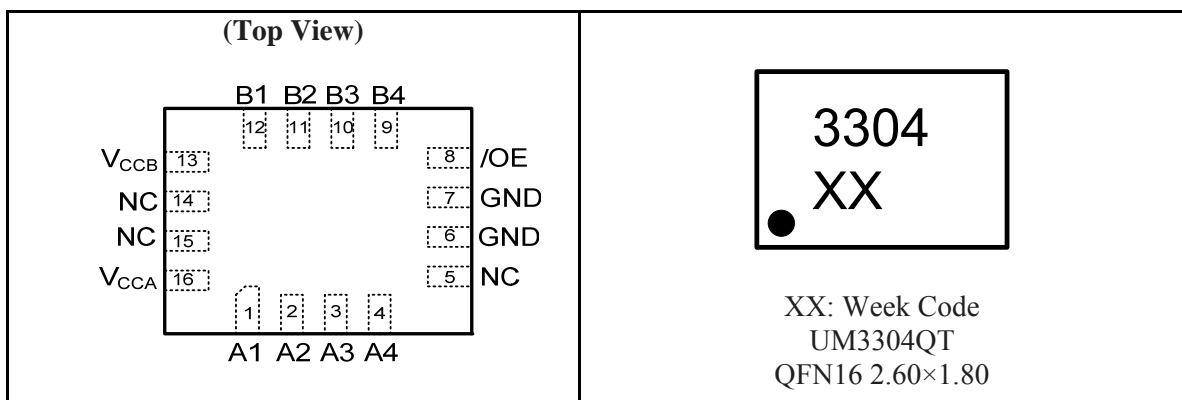 (Top View)
B1 B2 B3 B4
12 11 10 9
VCCB 13 8 /OE
NC 14 7 GND
NC 15 6 GND
VCCA 16 5 NC
1 2 3 4
A1 A2 A3 A4
3304
XX
XX: Week Code
UM3304QT
QFN16 2.60×1.80